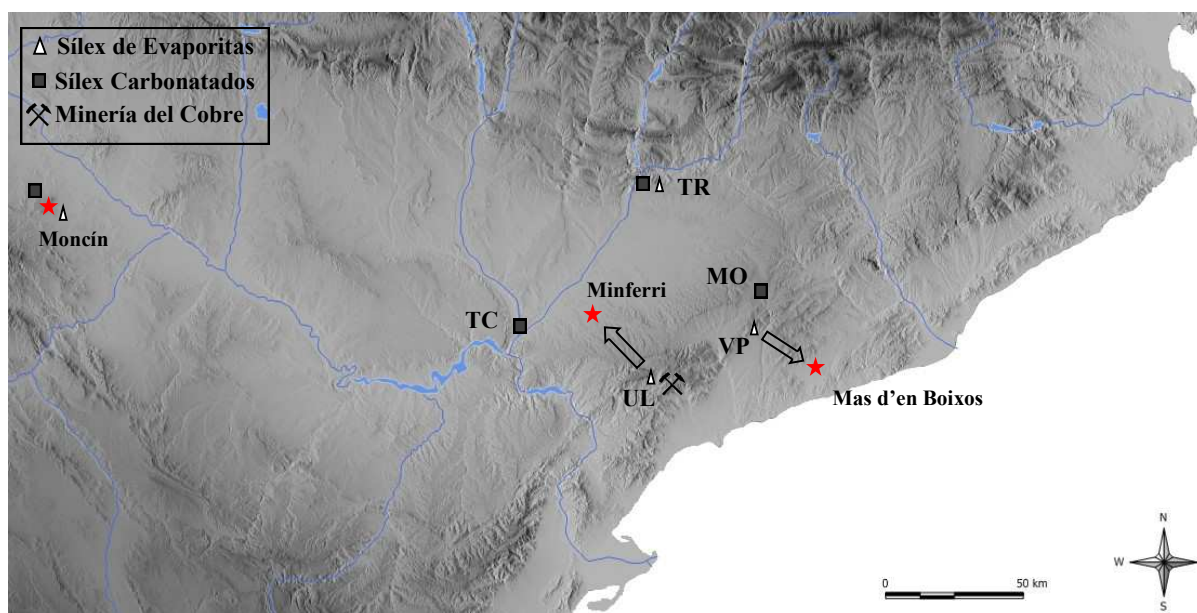 Sílex de Evaporitas
Sílex Carbonatados
Minería del Cobre
TR
Moncín
MO
Minferri
TC
VP
UL
Mas d'en Boixos
N
W
E
S
0 50 km